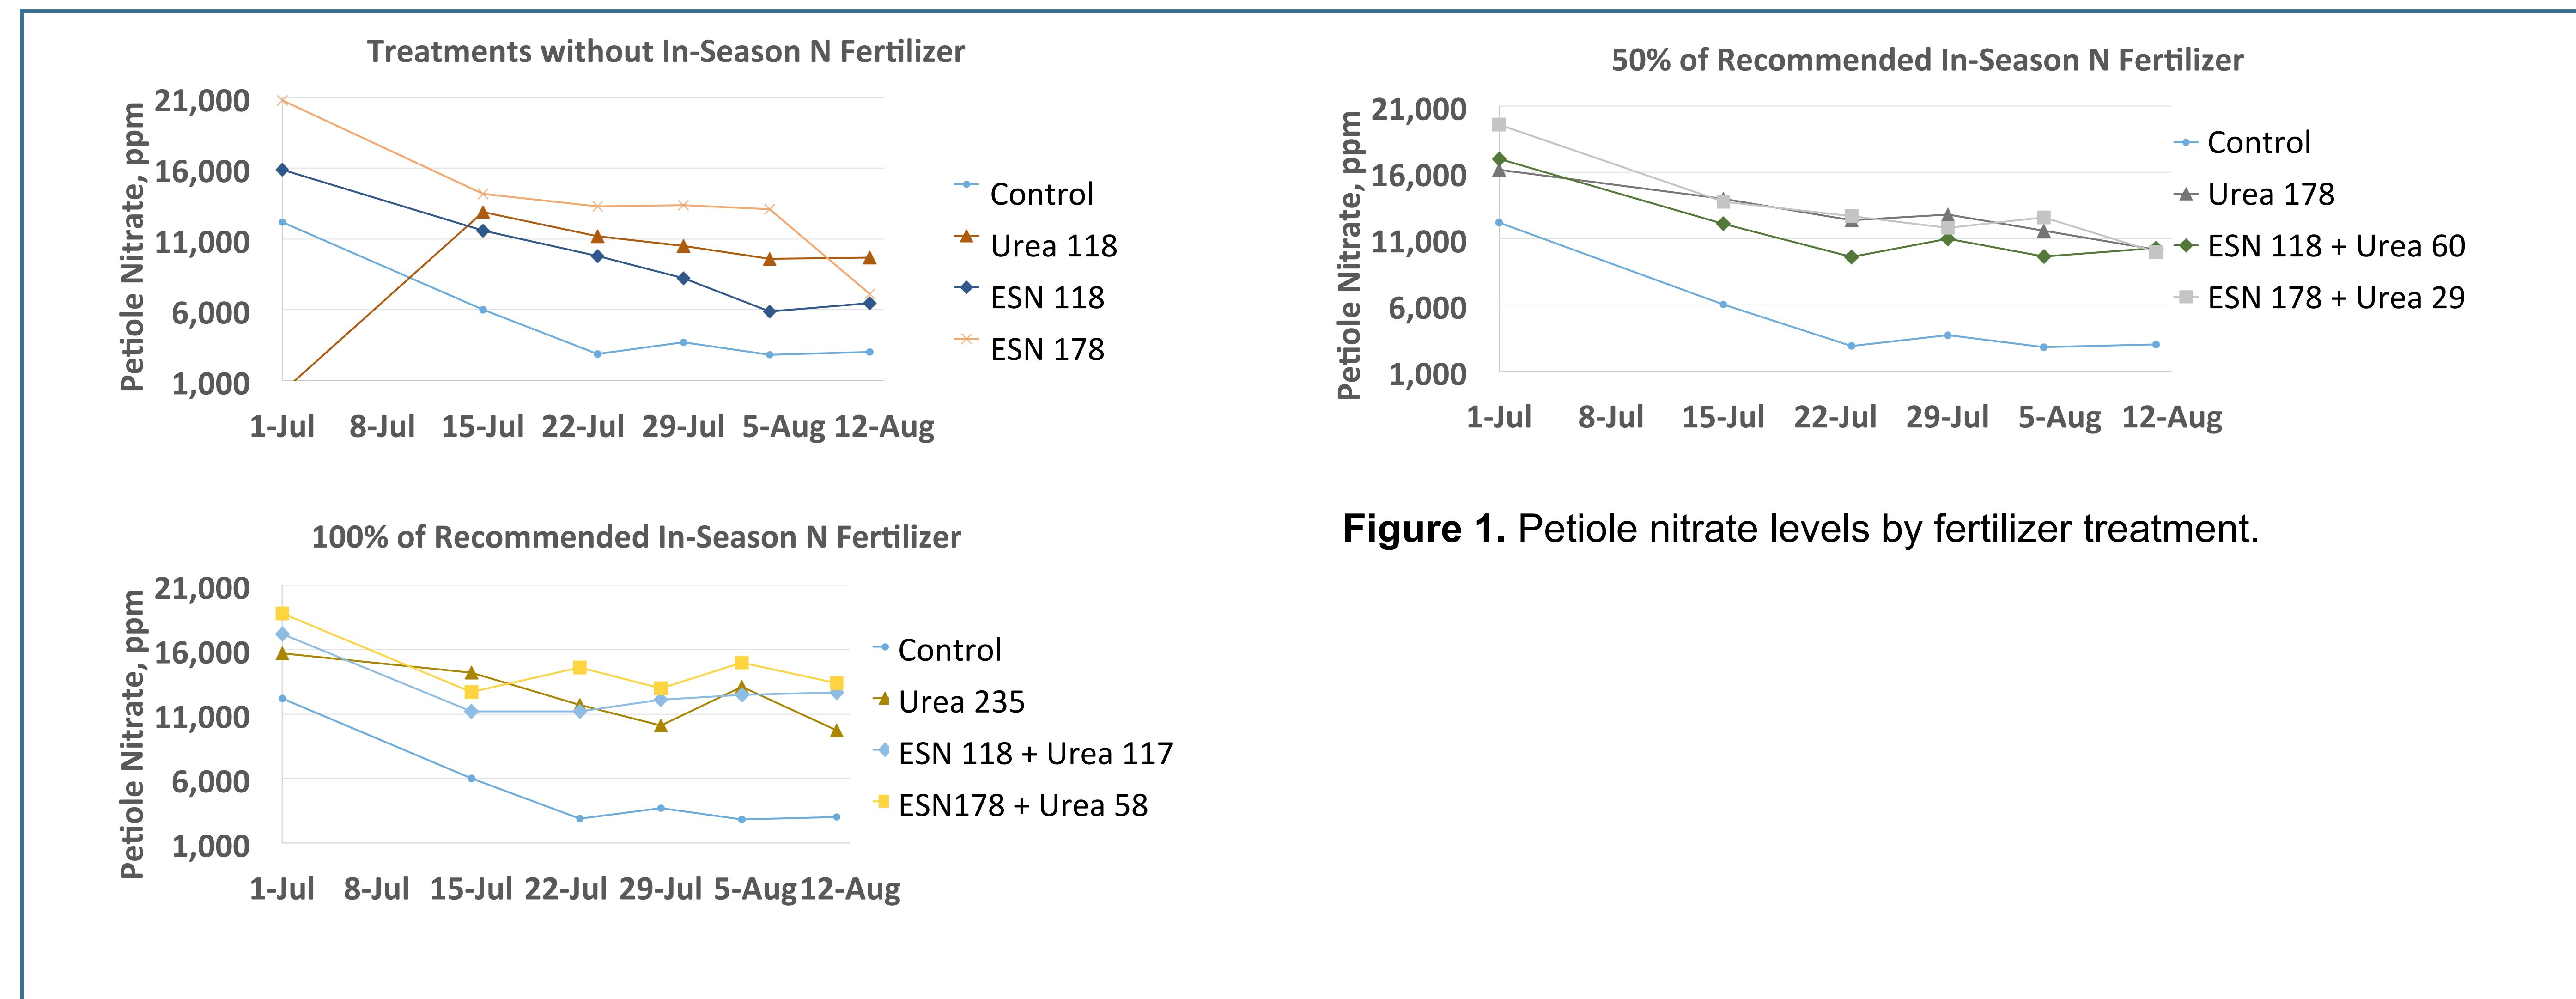 Treatments without In-Season N Fertilizer
Petiole Nitrate, ppm
21,000
16,000
11,000
6,000
1,000
1-Jul 8-Jul 15-Jul 22-Jul 29-Jul 5-Aug 12-Aug
Control
Urea 118
ESN 118
ESN 178
50% of Recommended In-Season N Fertilizer
Petiole Nitrate, ppm
21,000
16,000
11,000
6,000
1,000
1-Jul 8-Jul 15-Jul 22-Jul 29-Jul 5-Aug 12-Aug
Control
Urea 178
ESN 118 + Urea 60
ESN 178 + Urea 29
Figure 1. Petiole nitrate levels by fertilizer treatment.
100% of Recommended In-Season N Fertilizer
Petiole Nitrate, ppm
21,000
16,000
11,000
6,000
1,000
1-Jul 8-Jul 15-Jul 22-Jul 29-Jul 5-Aug 12-Aug
Control
Urea 235
ESN 118 + Urea 117
ESN178 + Urea 58